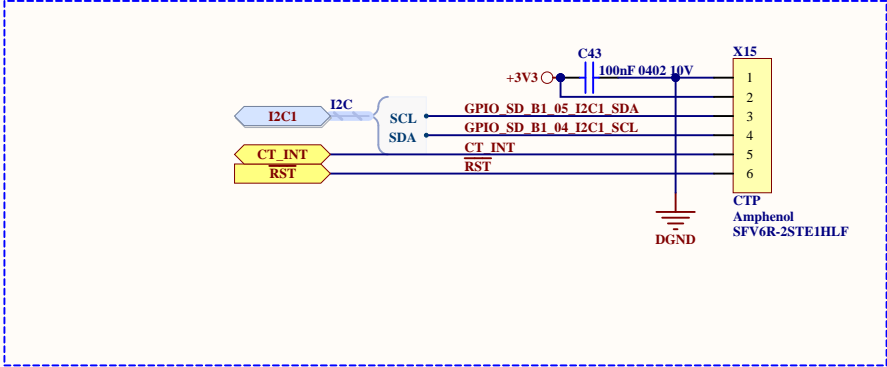 C43
X15
+3V3
100nF 0402 10V
1
2
I2C1
I2C
SCL
GPIO_SD_B1_05_I2C1_SDA
3
SDA
GPIO_SD_B1_04_I2C1_SCL
4
CT_INT
CT_INT
5
RST
RST
6
CTP
Amphenol
SFV6R-2STE1HLF
DGND